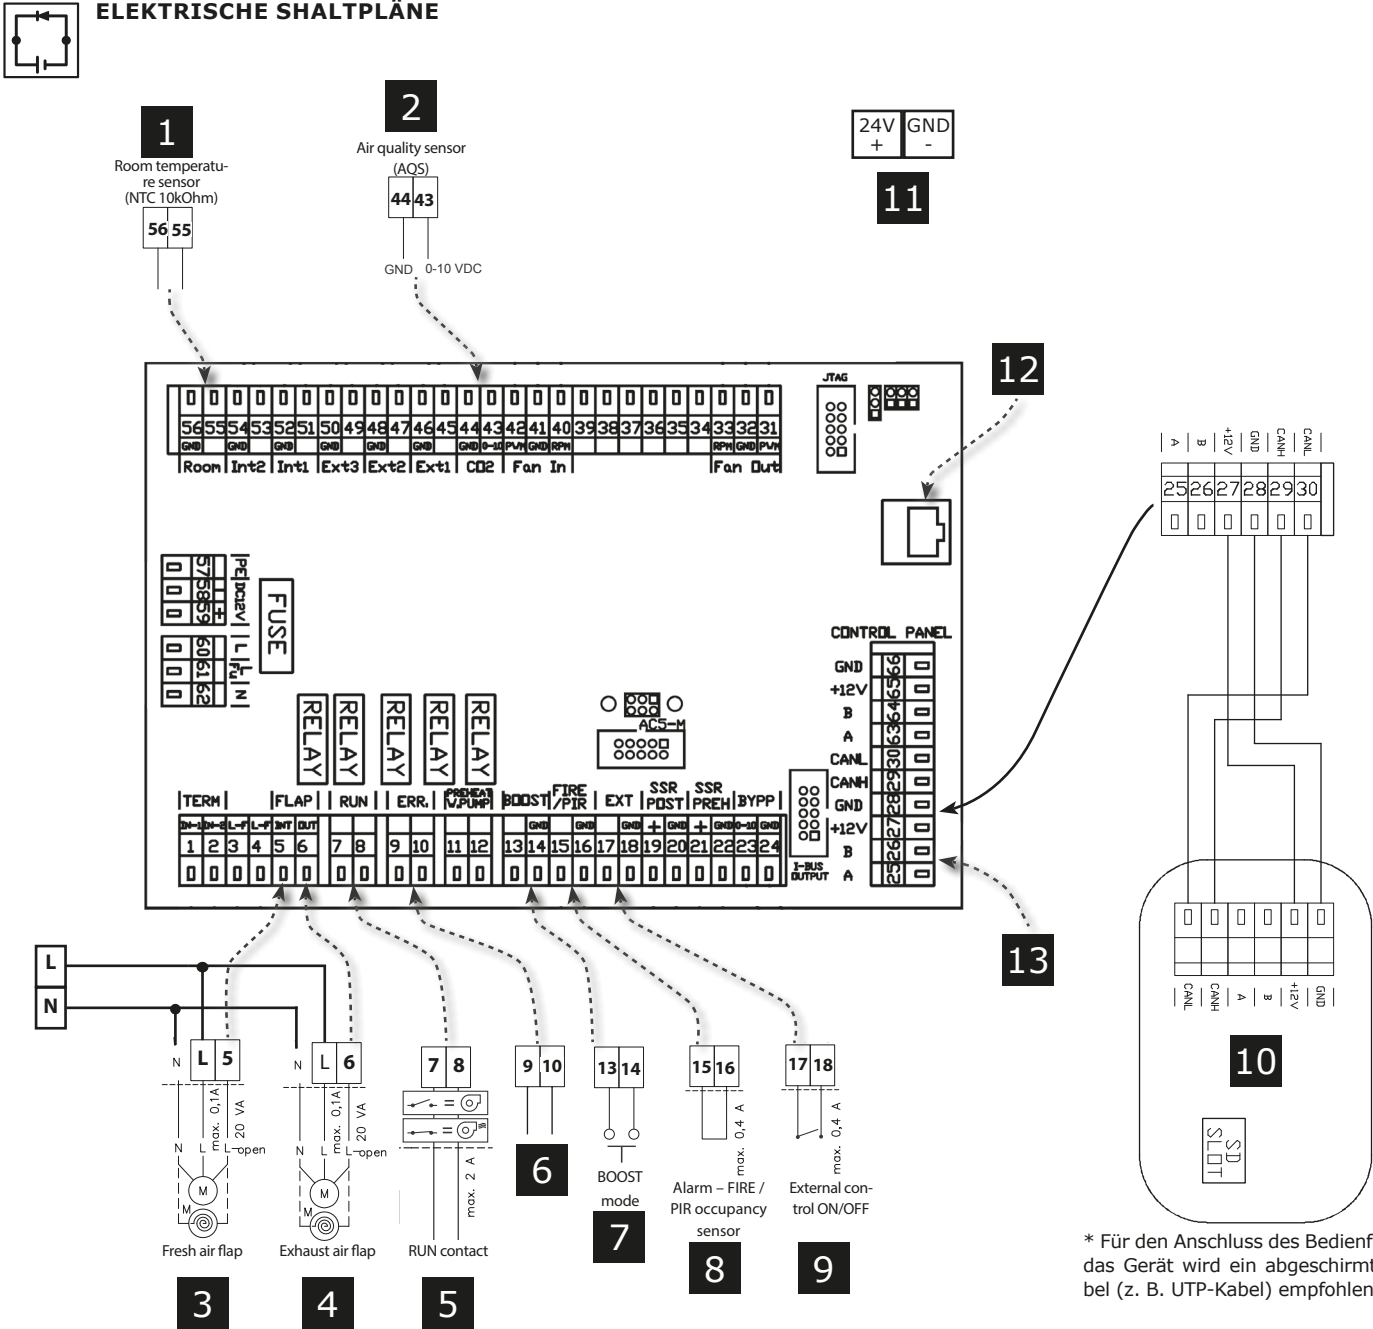 ELEKTRISCHE SHALTPLÄNE
1
Room temperatu-
re sensor
(NTC 10kOhm)
56 55
2
Air quality sensor
(AQS)
44 43
GND 0-10 VDC
24V GND
+ -
11
12
JTAG
56 55 54 53 52 51 50 49 48 47 46 45 44 43 42 41 40 39 38 37 36 35 34 33 32 31
GND GND GND GND GND GND GND 0-10 PWM GND RPM RPM GND PWM
Room Int2 Int1 Ext3 Ext2 Ext1 CO2 Fan In Fan Out
A B +12V GND CANH CANL
25 26 27 28 29 30
57 58 59
PE - + DC12V
60 61 62
L L Fu N
FUSE
RELAY RELAY RELAY RELAY RELAY
AC5-M
CONTROL PANEL
GND 66
+12V 65
B 64
A 63
CANL 30
CANH 29
GND 28
+12V 27
B 26
A 25
I-BUS
OUTPUT
TERM FLAP RUN ERR. PREHEAT W.PUMP BOOST FIRE /PIR EXT SSR POST SSR PREH BYPP
IN-1 IN-2 L-F L-F INT OUT GND GND GND + GND + GND 0-10 GND
1 2 3 4 5 6 7 8 9 10 11 12 13 14 15 16 17 18 19 20 21 22 23 24
13
L
N
N L 5
max. 0,1A
20 VA
N L L-open
M
M
Fresh air flap
3
N L 6
max. 0,1A
20 VA
N L L-open
M
M
Exhaust air flap
4
7 8
=
=
max. 2 A
RUN contact
5
9 10
6
13 14
BOOST
mode
7
15 16
max. 0,4 A
Alarm – FIRE /
PIR occupancy
sensor
8
17 18
max. 0,4 A
External con-
trol ON/OFF
9
CANL CANH A B +12V GND
10
SD
SLOT
* Für den Anschluss des Bedienf
das Gerät wird ein abgeschirmt
bel (z. B. UTP-Kabel) empfohlen